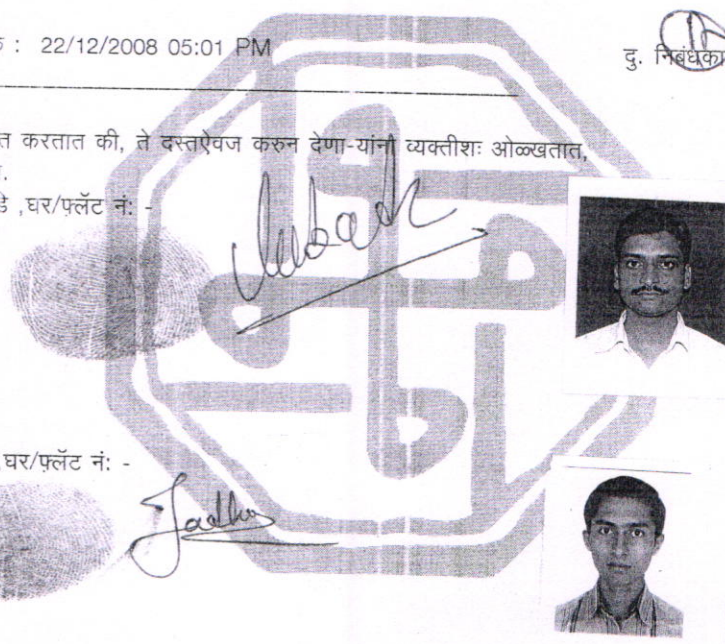 : 22/12/2008 05:01 PM
दु. निबंधका
त करतात की, ते दस्तऐवज करुन देणा-यांना व्यक्तीशः ओळखतात,
.
डे ,घर/फ्लॅट नं: -
घर/फ्लॅट नं: -